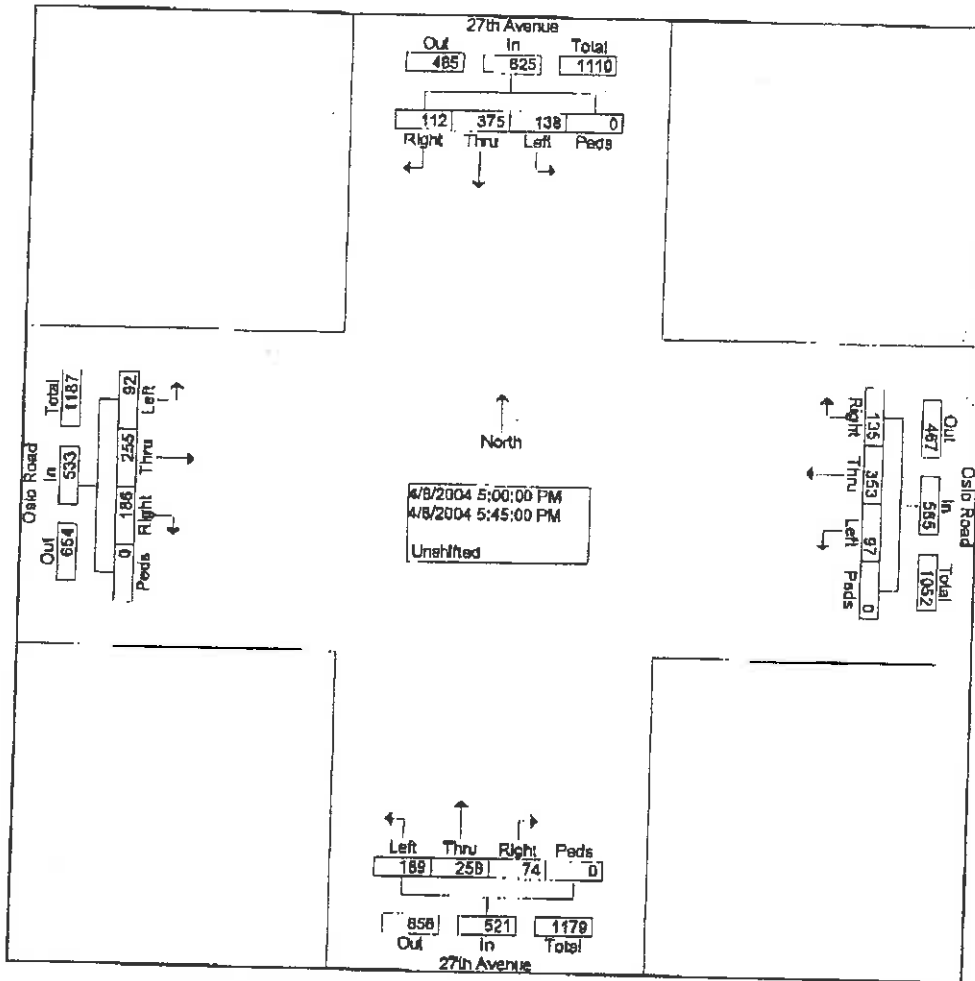 27th Avenue
Out In Total
485 625 1110
112 375 138 0
Right Thru Left Peds
Oslo Road
Total In Out
1187 533 654
92 255 186 0
Left Thru Right Peds
North
4/8/2004 5:00:00 PM
4/8/2004 5:45:00 PM
Unshifted
Right Thru Left Peds
135 353 97 0
467 585 1052
Out In Total
Oslo Road
Left Thru Right Peds
189 258 74 0
658 521 1179
Out In Total
27th Avenue